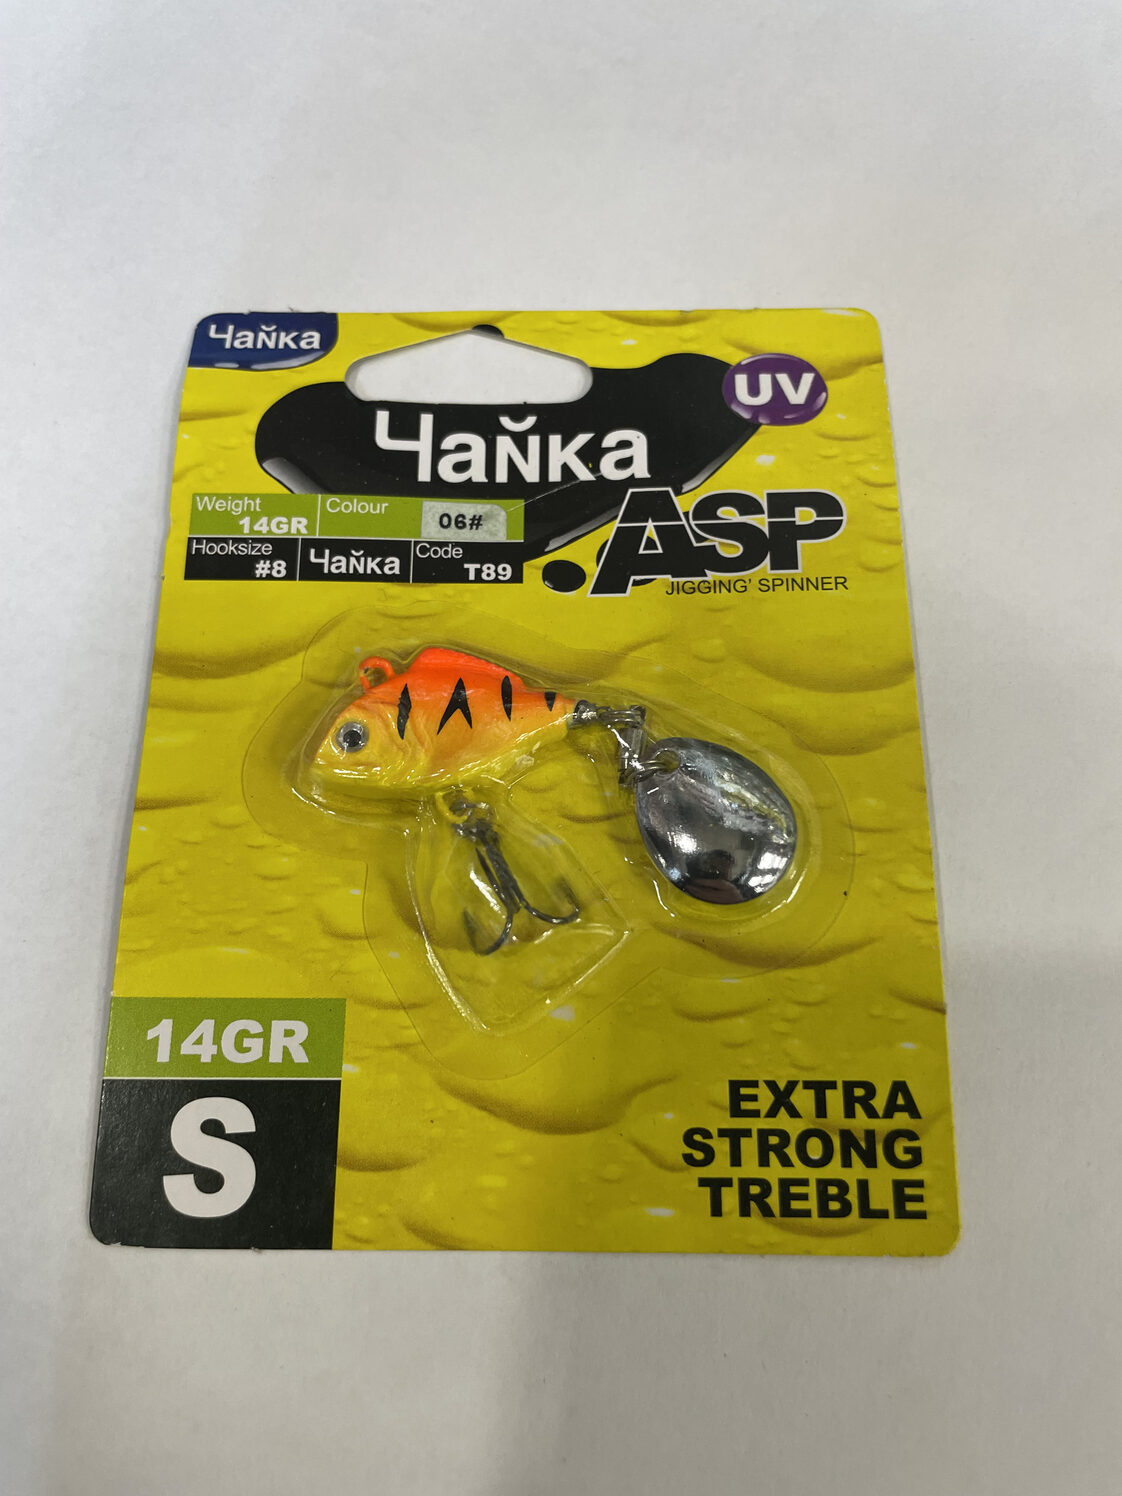 Чайка
UV
Чайка
ASP
JIGGING' SPINNER
Weight 14GR
Colour 06#
Hooksize #8
Чайка
Code T89
14GR
S
EXTRA
STRONG
TREBLE